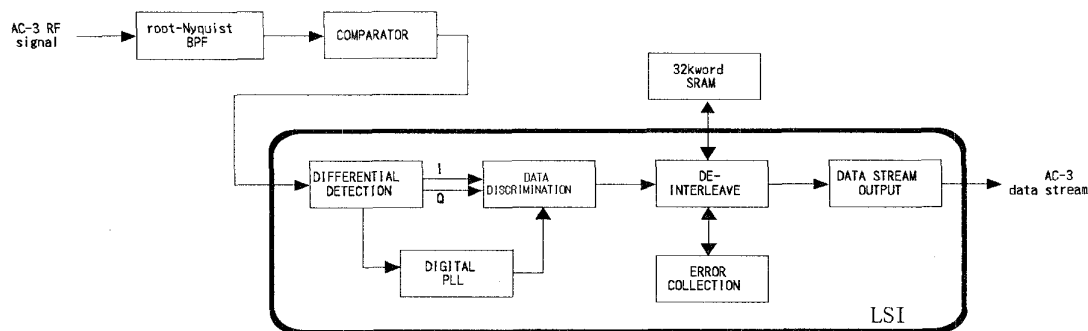 AC-3 RF
signal
root-Nyquist
BPF
COMPARATOR
32kword
SRAM
DIFFERENTIAL
DETECTION
I
Q
DATA
DISCRIMINATION
DE-
INTERLEAVE
DATA STREAM
OUTPUT
AC-3
data stream
DIGITAL
PLL
ERROR
COLLECTION
LSI